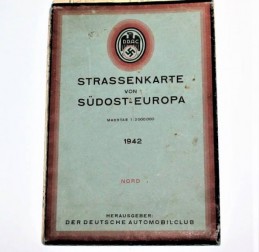 DDAC
STRASSENKARTE
VON
SÜDOST-EUROPA
MASSTAB
1942
NORD
HERAUSGEBER:
DER DEUTSCHE AUTOMOBILCLUB